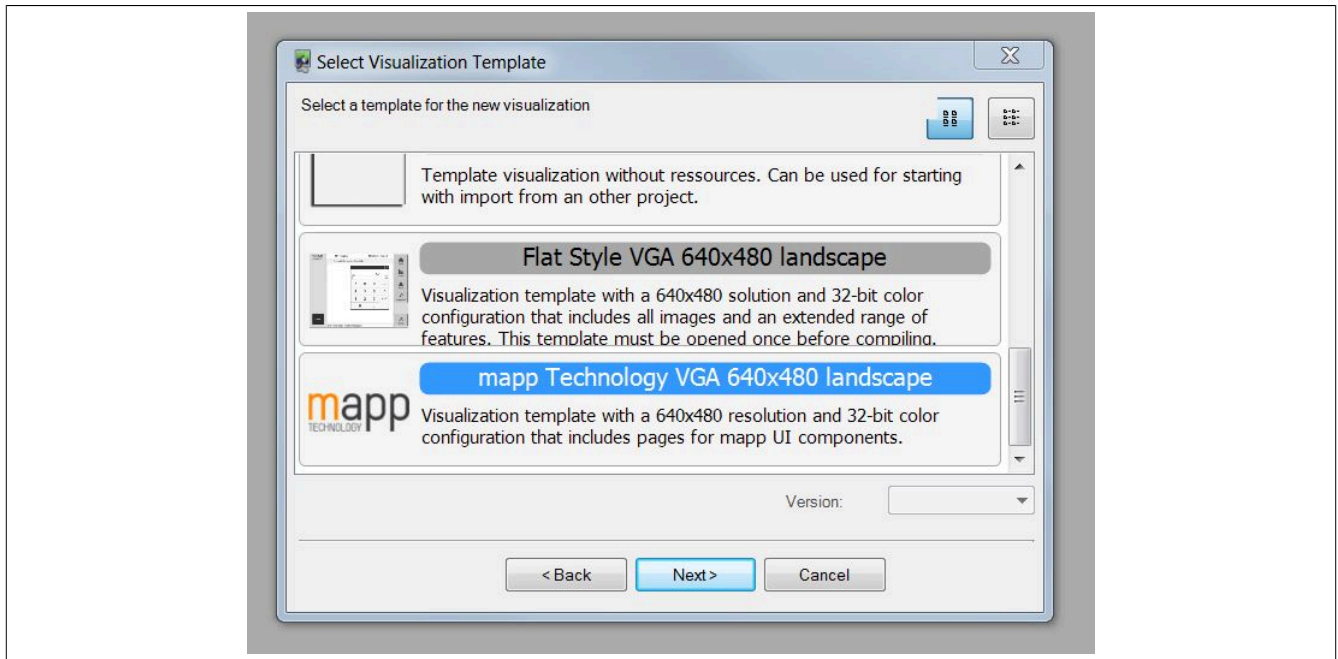 Select Visualization Template
Select a template for the new visualization
Template visualization without ressources. Can be used for starting
with import from an other project.
Flat Style VGA 640x480 landscape
Visualization template with a 640x480 solution and 32-bit color
configuration that includes all images and an extended range of
features. This template must be opened once before compiling.
mapp Technology VGA 640x480 landscape
mapp
TECHNOLOGY
Visualization template with a 640x480 resolution and 32-bit color
configuration that includes pages for mapp UI components.
Version:
< Back
Next >
Cancel